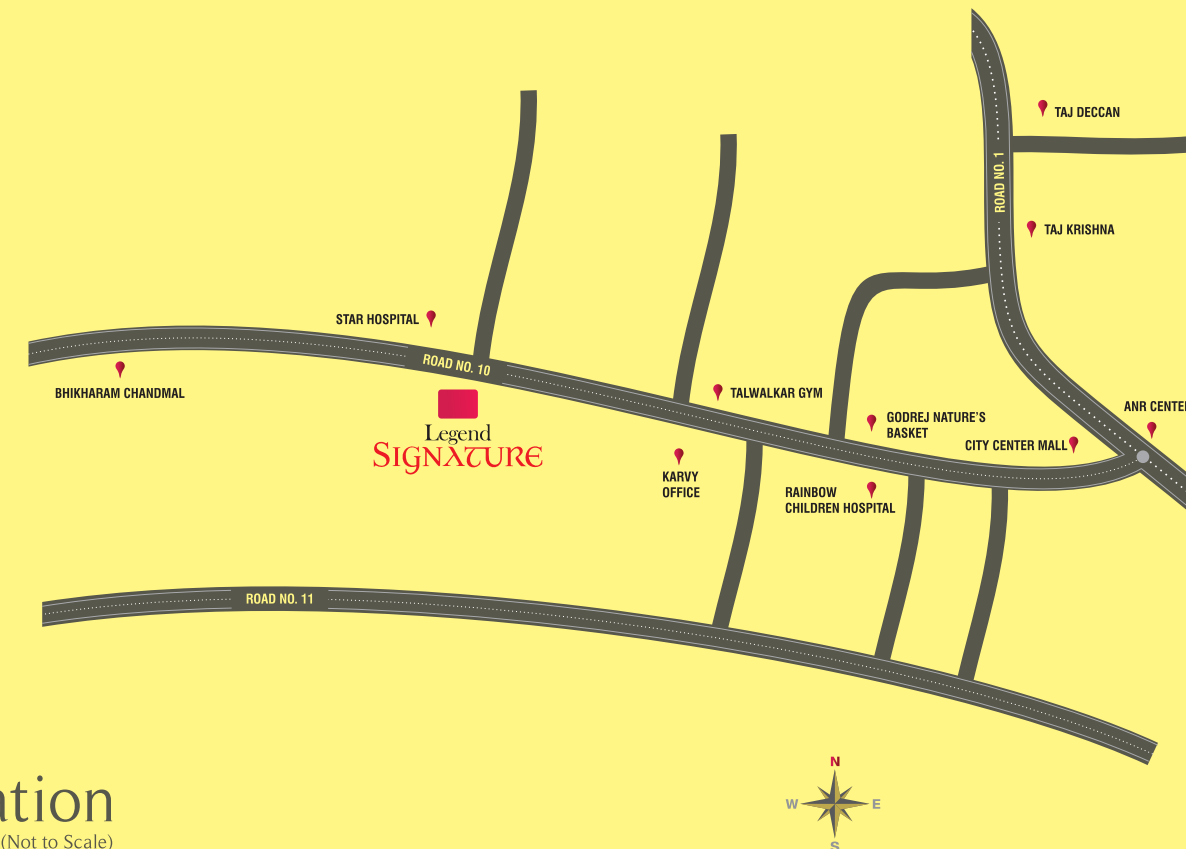 TAJ DECCAN
ROAD NO. 1
TAJ KRISHNA
STAR HOSPITAL
ROAD NO. 10
BHIKHARAM CHANDMAL
TALWALKAR GYM
ANR CENTE
GODREJ NATURE'S
BASKET
CITY CENTER MALL
Legend
SIGNATURE
KARVY
OFFICE
RAINBOW
CHILDREN HOSPITAL
ROAD NO. 11
N
W
E
S
ation
(Not to Scale)